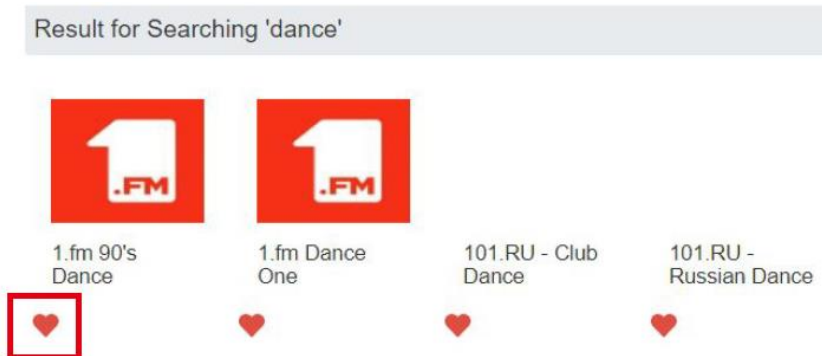 Result for Searching 'dance'
.FM
.FM
1.fm 90's
Dance
1.fm Dance
One
101.RU - Club
Dance
101.RU -
Russian Dance